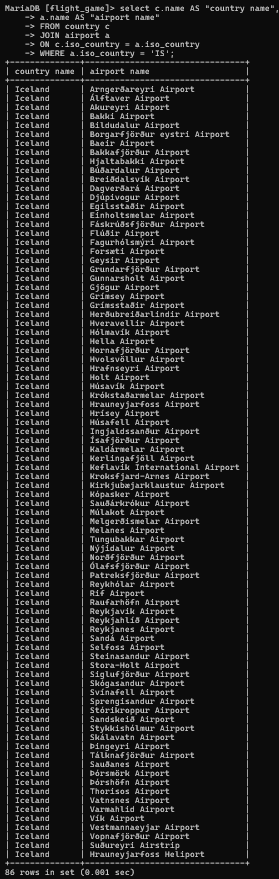 MariaDB [flight_game]> select c.name AS "country name",
    -> a.name AS "airport name"
    -> FROM country c
    -> JOIN airport a
    -> ON c.iso_country = a.iso_country
    -> WHERE a.iso_country = 'IS';
+--------------+--------------------------------+
| country name | airport name                   |
+--------------+--------------------------------+
| Iceland      | Arngerðareyri Airport          |
| Iceland      | Álftaver Airport               |
| Iceland      | Akureyri Airport               |
| Iceland      | Bakki Airport                  |
| Iceland      | Bildudalur Airport             |
| Iceland      | Borgarfjörður eystri Airport   |
| Iceland      | Baeir Airport                  |
| Iceland      | Bakkafjörður Airport           |
| Iceland      | Hjaltabakki Airport            |
| Iceland      | Búðardalur Airport             |
| Iceland      | Breiðdalsvík Airport           |
| Iceland      | Dagverðará Airport             |
| Iceland      | Djúpivogur Airport             |
| Iceland      | Egilsstaðir Airport            |
| Iceland      | Einholtsmelar Airport          |
| Iceland      | Fáskrúðsfjörður Airport        |
| Iceland      | Flúðir Airport                 |
| Iceland      | Fagurhólsmýri Airport          |
| Iceland      | Forsæti Airport                |
| Iceland      | Geysir Airport                 |
| Iceland      | Grundarfjörður Airport         |
| Iceland      | Gunnarsholt Airport            |
| Iceland      | Gjögur Airport                 |
| Iceland      | Grímsey Airport                |
| Iceland      | Grímsstaðir Airport            |
| Iceland      | Herðubreiðarlindir Airport     |
| Iceland      | Hveravellir Airport            |
| Iceland      | Hólmavík Airport               |
| Iceland      | Hella Airport                  |
| Iceland      | Hornafjörður Airport           |
| Iceland      | Hvolsvöllur Airport            |
| Iceland      | Hrafnseyri Airport             |
| Iceland      | Holt Airport                   |
| Iceland      | Húsavík Airport                |
| Iceland      | Krókstaðarmelar Airport        |
| Iceland      | Hrauneyjarfoss Airport         |
| Iceland      | Hrísey Airport                 |
| Iceland      | Húsafell Airport               |
| Iceland      | Ingjaldssanður Airport         |
| Iceland      | Ísafjörður Airport             |
| Iceland      | Kaldármelar Airport            |
| Iceland      | Kerlingafjöll Airport          |
| Iceland      | Keflavik International Airport |
| Iceland      | Kroksfjard-Arnes Airport       |
| Iceland      | Kirkjubæjarklaustur Airport    |
| Iceland      | Kópasker Airport               |
| Iceland      | Sauðárkrókur Airport           |
| Iceland      | Múlakot Airport                |
| Iceland      | Melgerðismelar Airport         |
| Iceland      | Melanes Airport                |
| Iceland      | Tungubakkar Airport            |
| Iceland      | Nýjidalur Airport              |
| Iceland      | Norðfjörður Airport            |
| Iceland      | Ólafsfjörður Airport           |
| Iceland      | Patreksfjörður Airport         |
| Iceland      | Reykhólar Airport              |
| Iceland      | Rif Airport                    |
| Iceland      | Raufarhöfn Airport             |
| Iceland      | Reykjavik Airport              |
| Iceland      | Reykjahlíð Airport             |
| Iceland      | Reykjanes Airport              |
| Iceland      | Sandá Airport                  |
| Iceland      | Selfoss Airport                |
| Iceland      | Steinasandur Airport           |
| Iceland      | Stora-Holt Airport             |
| Iceland      | Siglufjörður Airport           |
| Iceland      | Skógasandur Airport            |
| Iceland      | Svínafell Airport              |
| Iceland      | Sprengisandur Airport          |
| Iceland      | Stórikroppur Airport           |
| Iceland      | Sandskeið Airport              |
| Iceland      | Stykkishólmur Airport          |
| Iceland      | Skálavatn Airport              |
| Iceland      | Þingeyri Airport               |
| Iceland      | Tálknafjörður Airport          |
| Iceland      | Sauðanes Airport               |
| Iceland      | Þórsmörk Airport               |
| Iceland      | Þórshöfn Airport               |
| Iceland      | Thorisos Airport               |
| Iceland      | Vatnsnes Airport               |
| Iceland      | Varmahlid Airport              |
| Iceland      | Vík Airport                    |
| Iceland      | Vestmannaeyjar Airport         |
| Iceland      | Vopnafjörður Airport           |
| Iceland      | Suðureyri Airstrip             |
| Iceland      | Hrauneyjarfoss Heliport        |
+--------------+--------------------------------+
86 rows in set (0.001 sec)